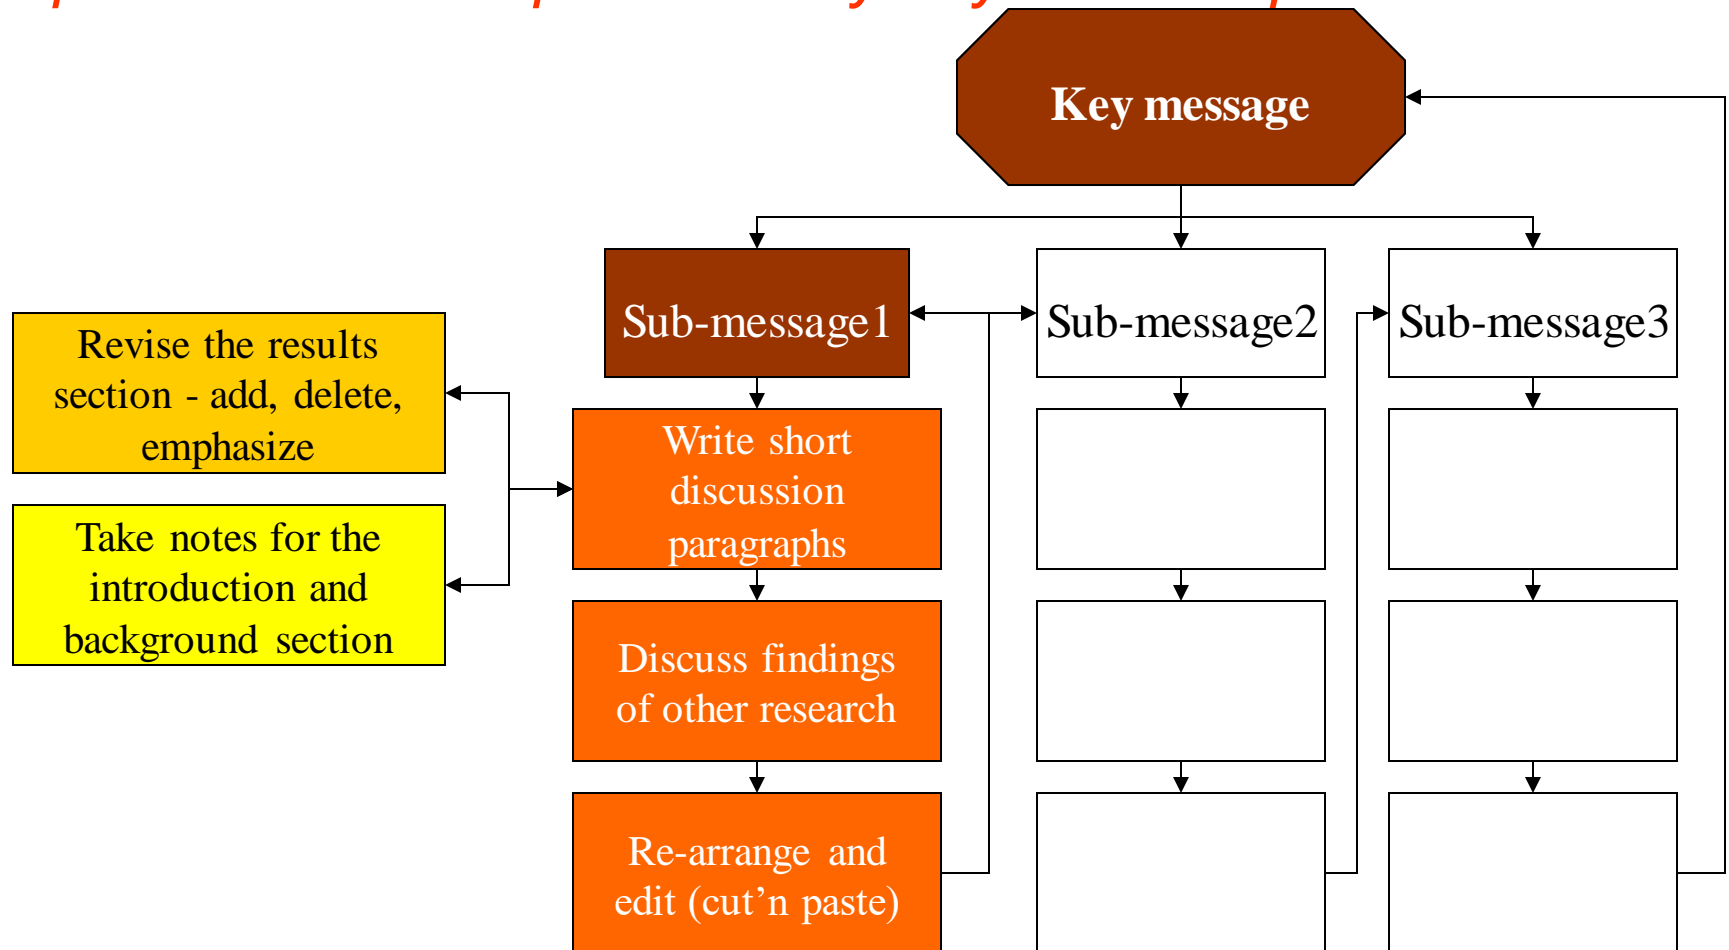 Key message
Sub-message1
Sub-message2
Sub-message3
Revise the results
section - add, delete,
emphasize
Take notes for the
introduction and
background section
Write short
discussion
paragraphs
Discuss findings
of other research
Re-arrange and
edit (cut’n paste)